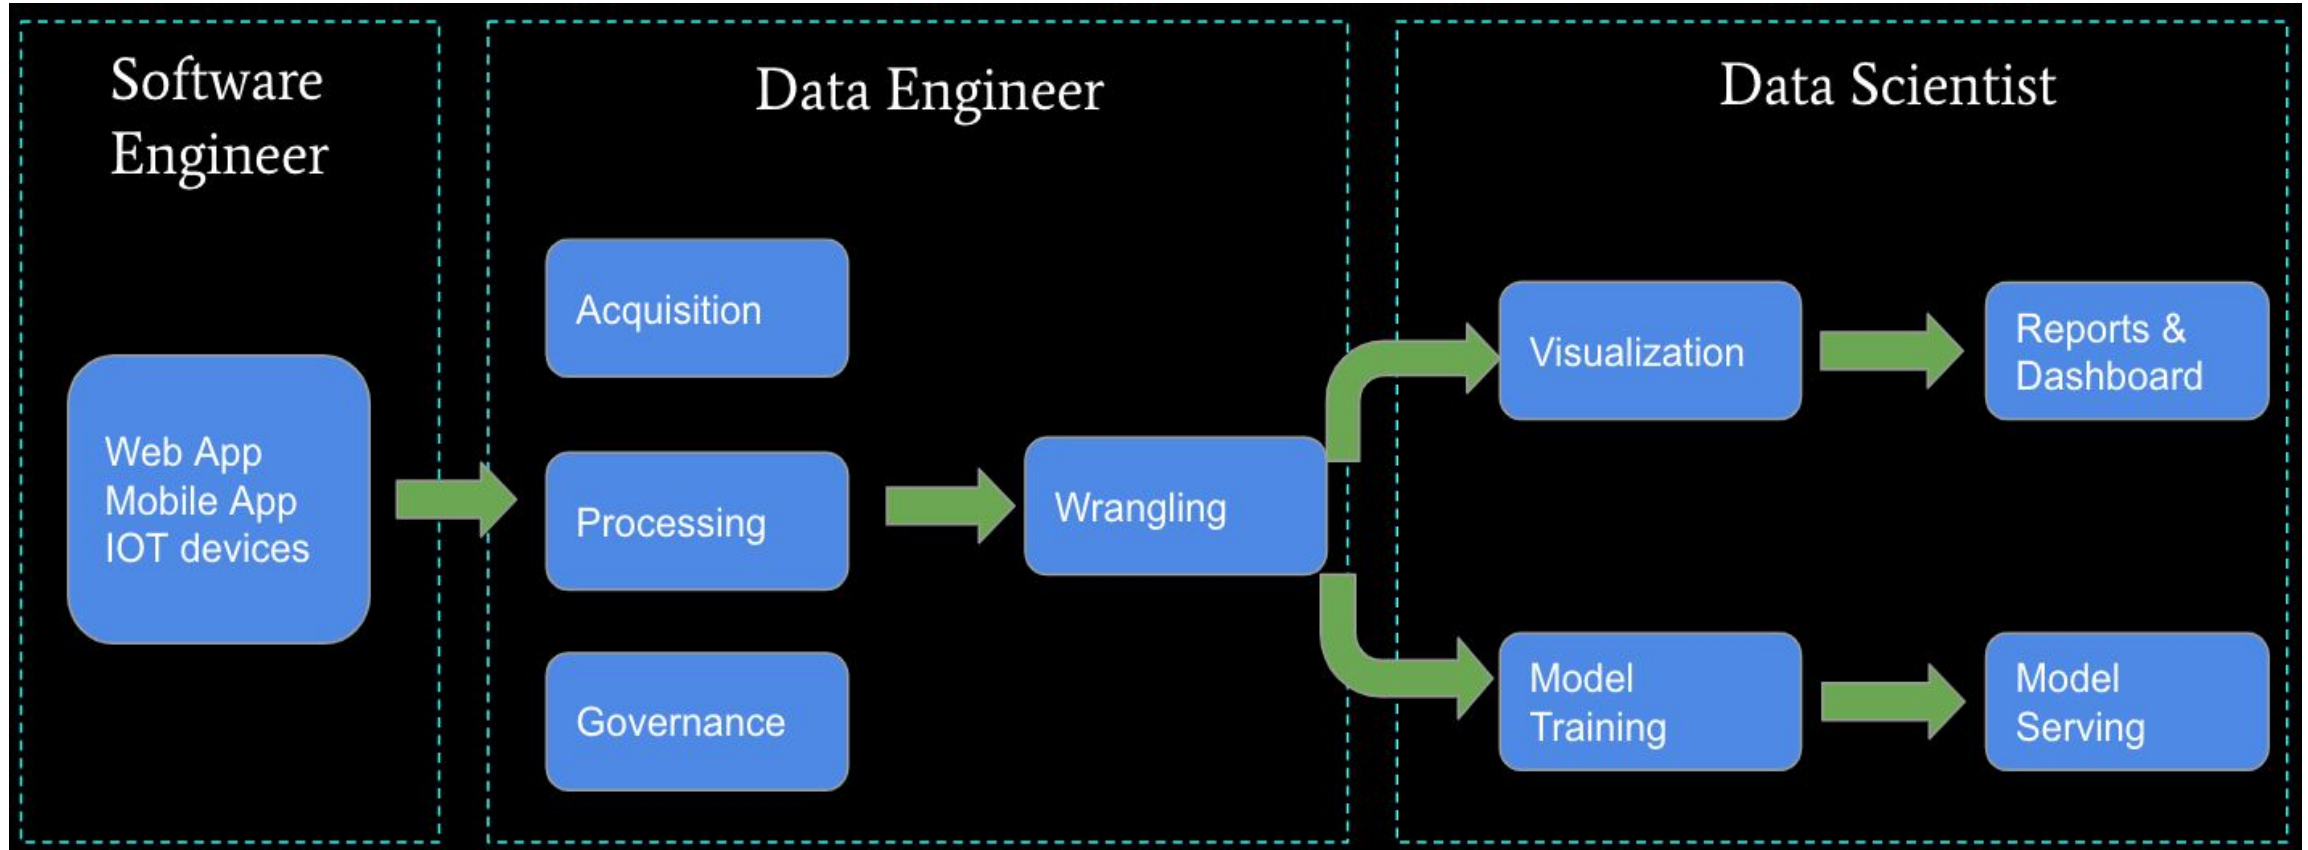 Software
Engineer
Data Engineer
Data Scientist
Web App
Mobile App
IOT devices
Acquisition
Processing
Governance
Wrangling
Visualization
Reports &
Dashboard
Model
Training
Model
Serving